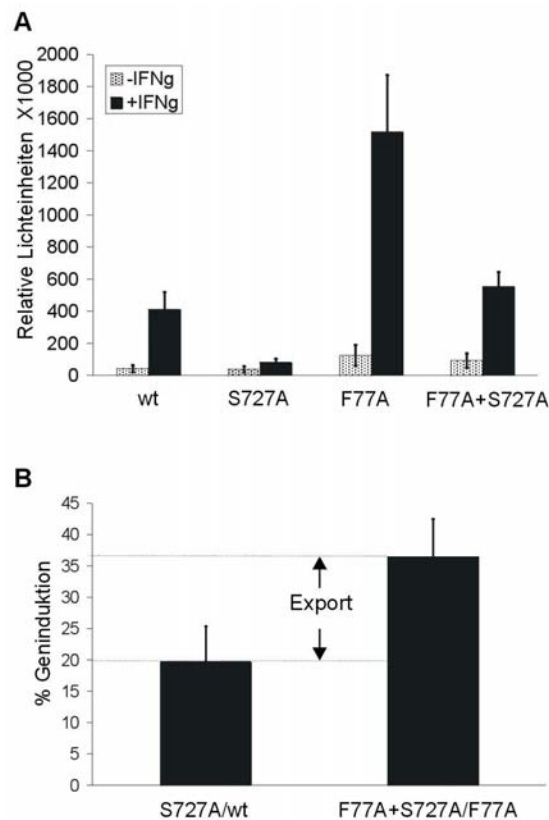 A
Relative Lichteinheiten X1000
2000
1800
1600
1400
1200
1000
800
600
400
200
0
-IFNg
+IFNg
wt
S727A
F77A
F77A+S727A
B
% Geninduktion
45
40
35
30
25
20
15
10
5
0
Export
S727A/wt
F77A+S727A/F77A